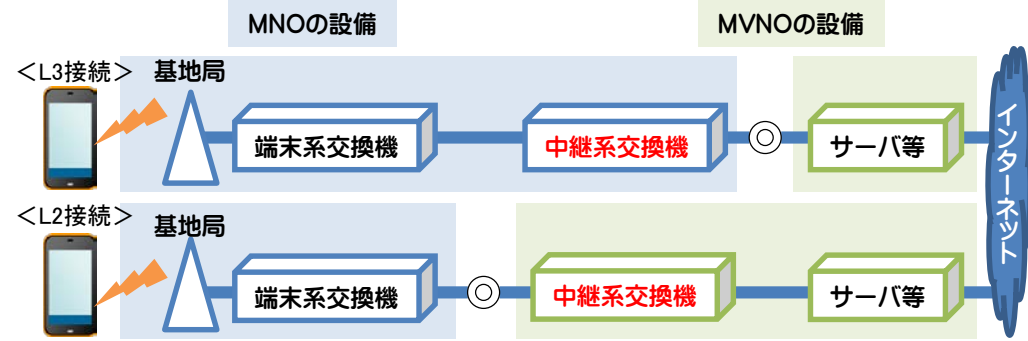 MNOの設備
MVNOの設備
＜L3接続＞
基地局
端末系交換機
中継系交換機
◎
サーバ等
インターネット
＜L2接続＞
基地局
端末系交換機
◎
中継系交換機
サーバ等